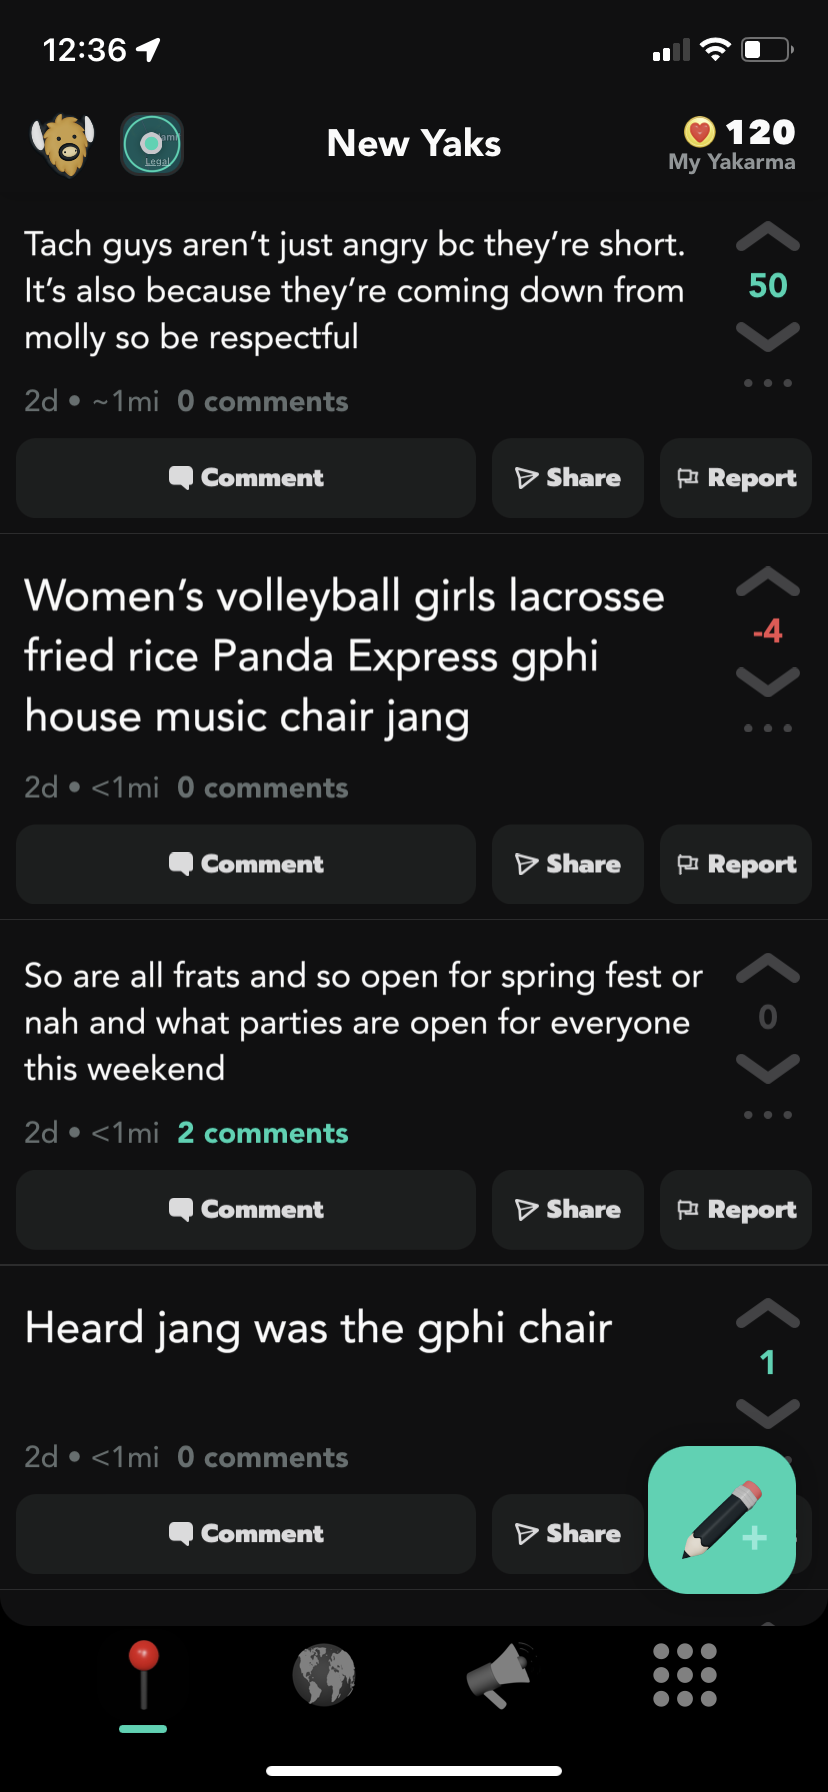 12:36
New Yaks
120
My Yakarma
Legal
Tach guys aren’t just angry bc they’re short.
It’s also because they’re coming down from
molly so be respectful
50
2d • ~1mi 0 comments
Comment Share Report
Women’s volleyball girls lacrosse
fried rice Panda Express gphi
house music chair jang
-4
2d • <1mi 0 comments
Comment Share Report
So are all frats and so open for spring fest or
nah and what parties are open for everyone
this weekend
0
2d • <1mi 2 comments
Comment Share Report
Heard jang was the gphi chair
1
2d • <1mi 0 comments
Comment Share